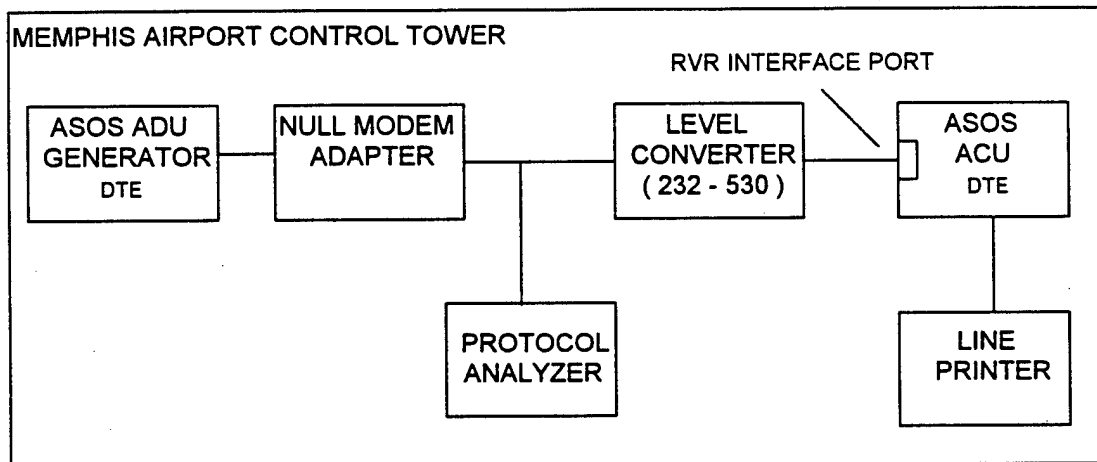 MEMPHIS AIRPORT CONTROL TOWER
RVR INTERFACE PORT
ASOS ADU
GENERATOR
DTE
NULL MODEM
ADAPTER
LEVEL
CONVERTER
( 232 - 530 )
ASOS
ACU
DTE
PROTOCOL
ANALYZER
LINE
PRINTER